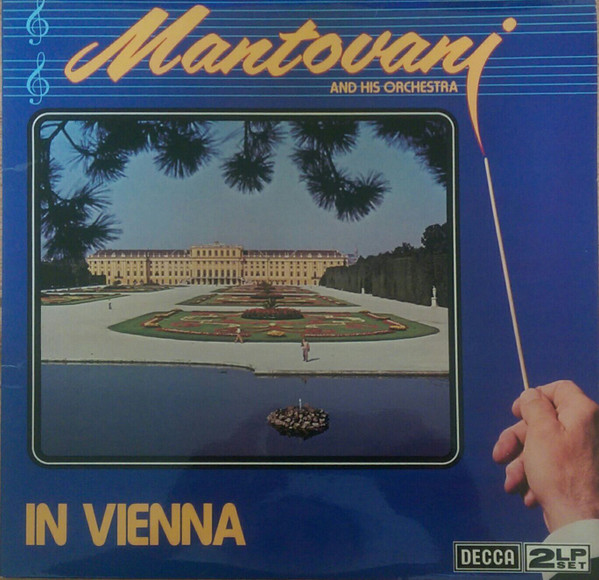 Mantovani
AND HIS ORCHESTRA
IN VIENNA
DECCA
2LP
SET